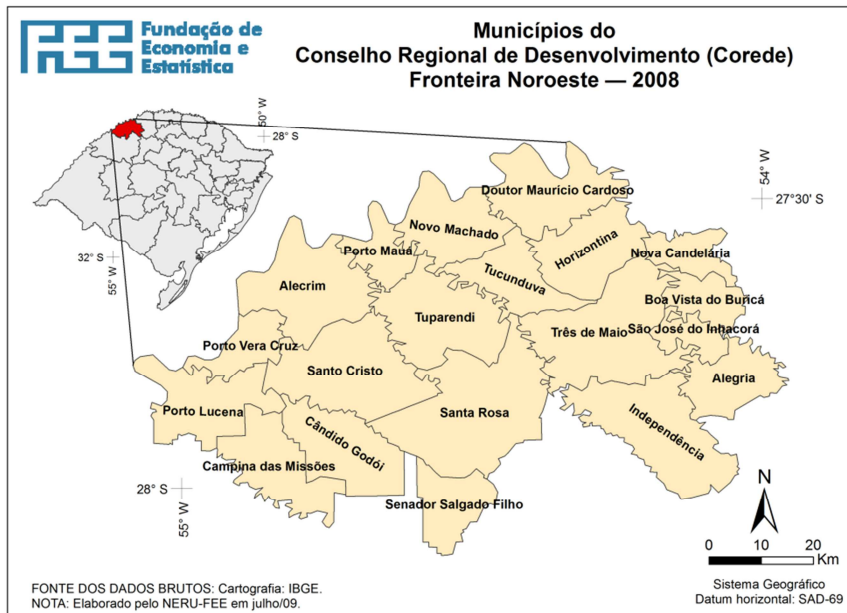 FEE
Fundação de
Economia e
Estatística
Municípios do
Conselho Regional de Desenvolvimento (Corede)
Fronteira Noroeste — 2008
50° W
28° S
32° S
55° W
54° W
27°30' S
Doutor Maurício Cardoso
Novo Machado
Horizontina
Porto Mauá
Nova Candelária
Tucunduva
Alecrim
Boa Vista do Buricá
Tuparendi
São José do Inhacorá
Três de Maio
Porto Vera Cruz
Santo Cristo
Alegria
Porto Lucena
Santa Rosa
Independência
Cândido Godói
Campina das Missões
28° S
55° W
Senador Salgado Filho
N
0 10 20
Km
FONTE DOS DADOS BRUTOS: Cartografia: IBGE.
NOTA: Elaborado pelo NERU-FEE em julho/09.
Sistema Geográfico
Datum horizontal: SAD-69